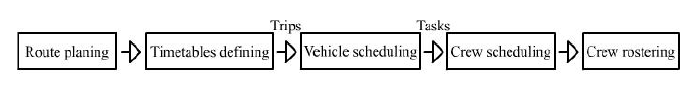 Trips Tasks
Route planing Timetables defining Vehicle scheduling Crew scheduling Crew rostering